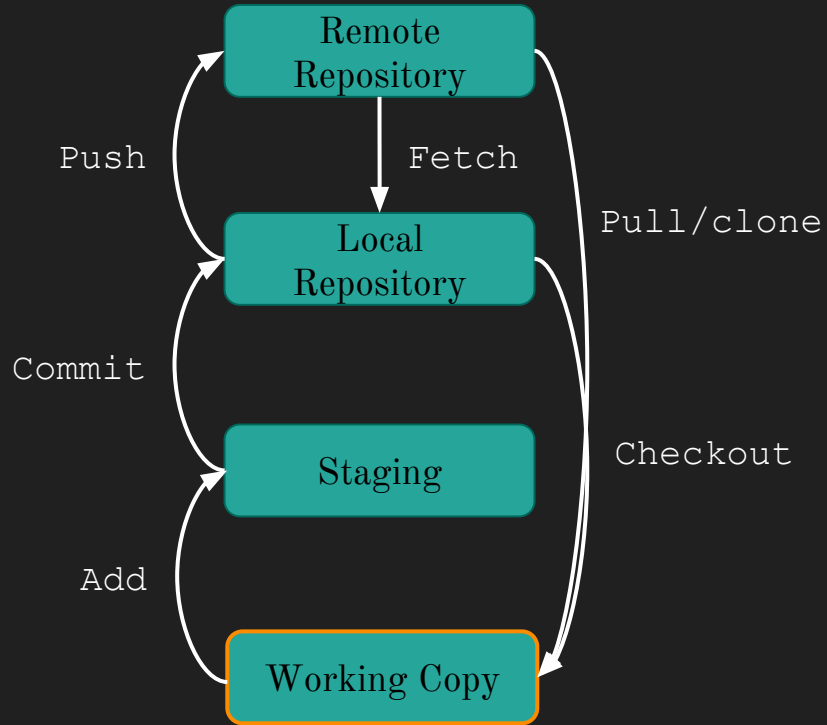 Remote
Repository
Push
Fetch
Pull/clone
Local
Repository
Commit
Checkout
Staging
Add
Working Copy